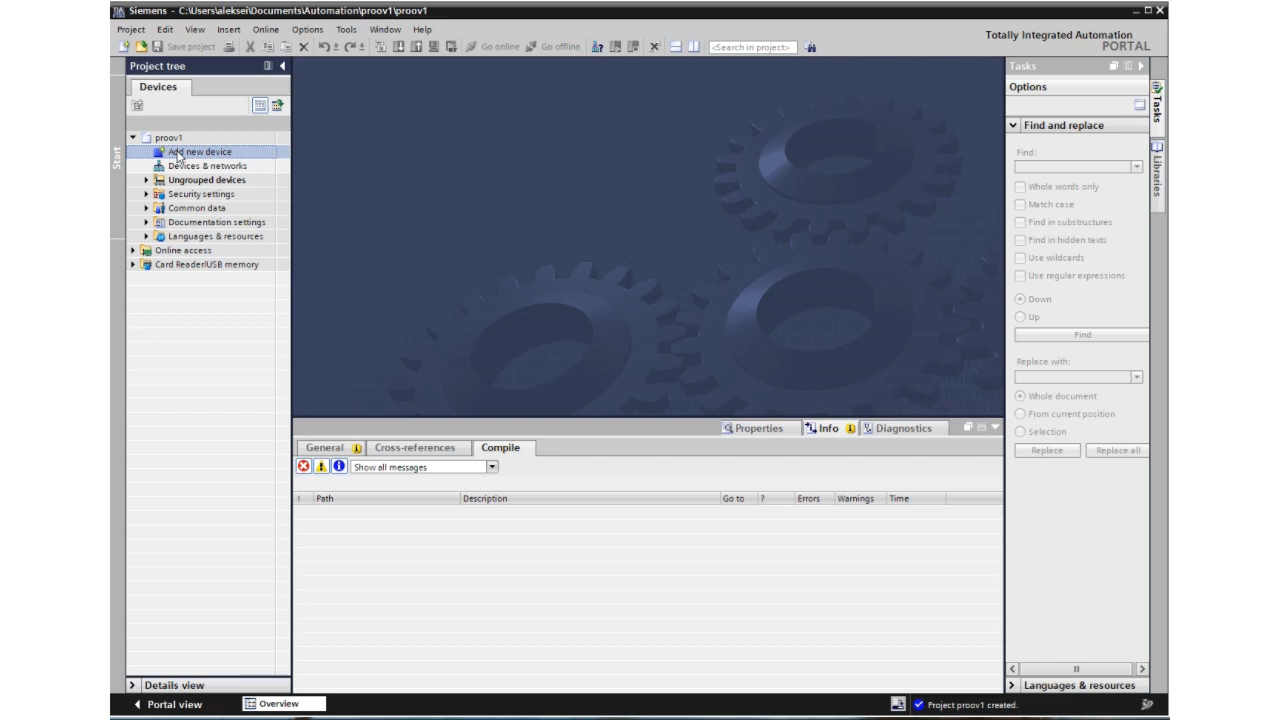 Siemens - C:\Users\aleksei\Documents\Automation\proov1\proov1
Project Edit View Insert Online Options Tools Window Help
Totally Integrated Automation
PORTAL
Save project Go online Go offline <Search in project>
Project tree
Devices
Start
proov1
Add new device
Devices & networks
Ungrouped devices
Security settings
Common data
Documentation settings
Languages & resources
Online access
Card Reader/USB memory
Details view
Properties Info Diagnostics
General Cross-references Compile
Show all messages
! Path Description Go to ? Errors Warnings Time
Tasks
Options
Find and replace
Find:
Whole words only
Match case
Find in substructures
Find in hidden texts
Use wildcards
Use regular expressions
Down
Up
Find
Replace with:
Whole document
From current position
Selection
Replace Replace all
Languages & resources
Tasks
Libraries
Portal view Overview Project proov1 created.